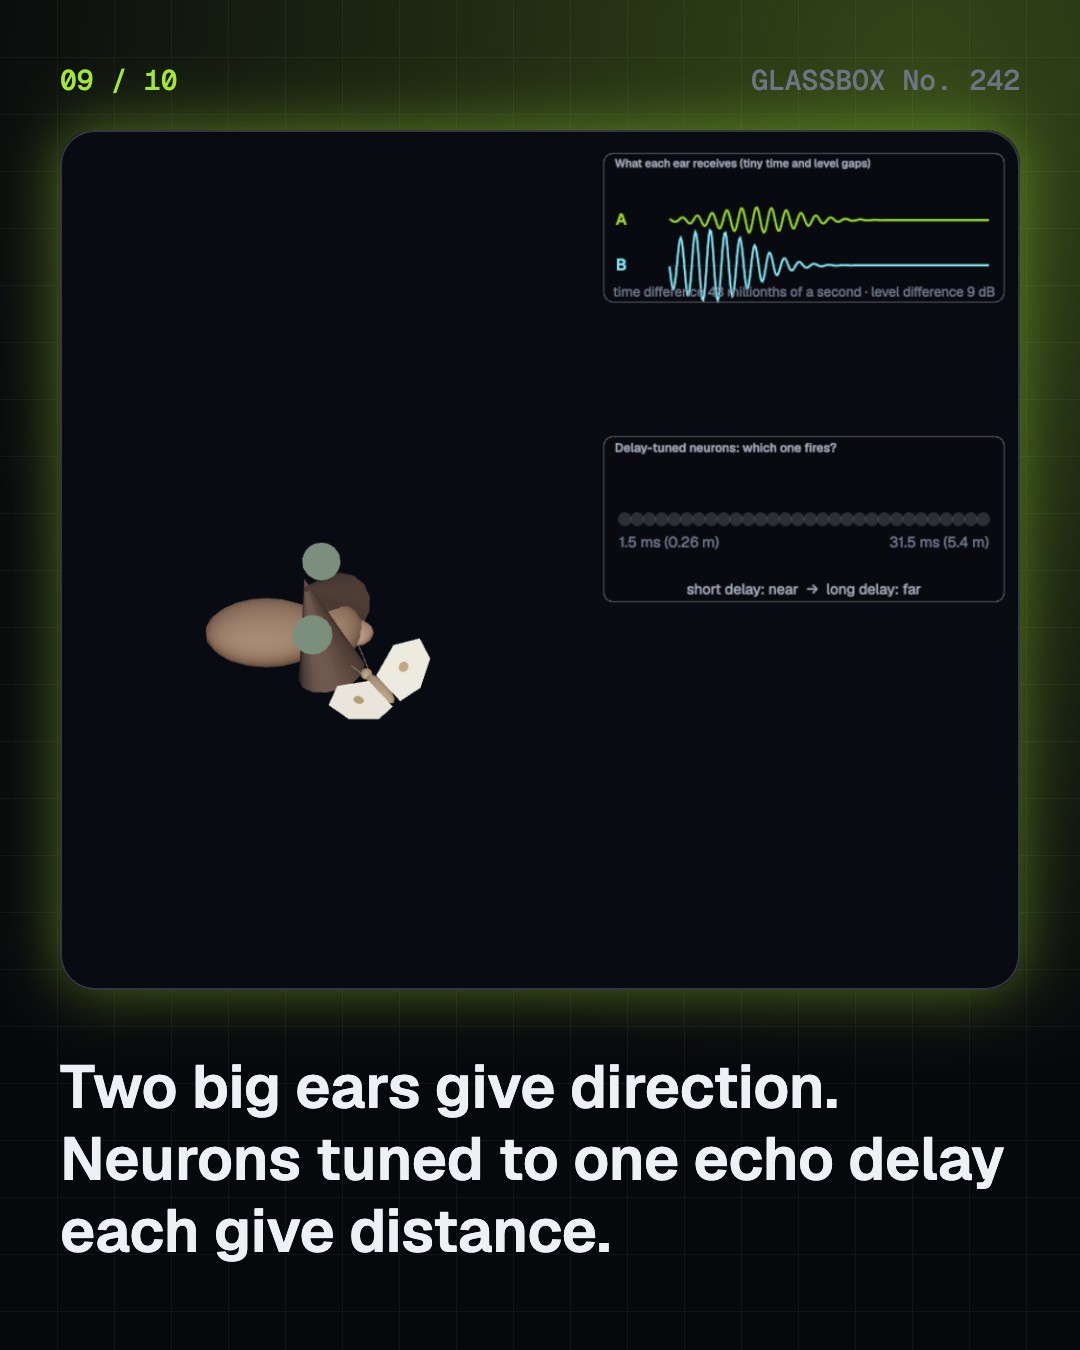 09 / 10
GLASSBOX No. 242
What each ear receives (tiny time and level gaps)
A
B
time difference 43 millionths of a second · level difference 9 dB
Delay-tuned neurons: which one fires?
1.5 ms (0.26 m)
31.5 ms (5.4 m)
short delay: near → long delay: far
Two big ears give direction.
Neurons tuned to one echo delay
each give distance.